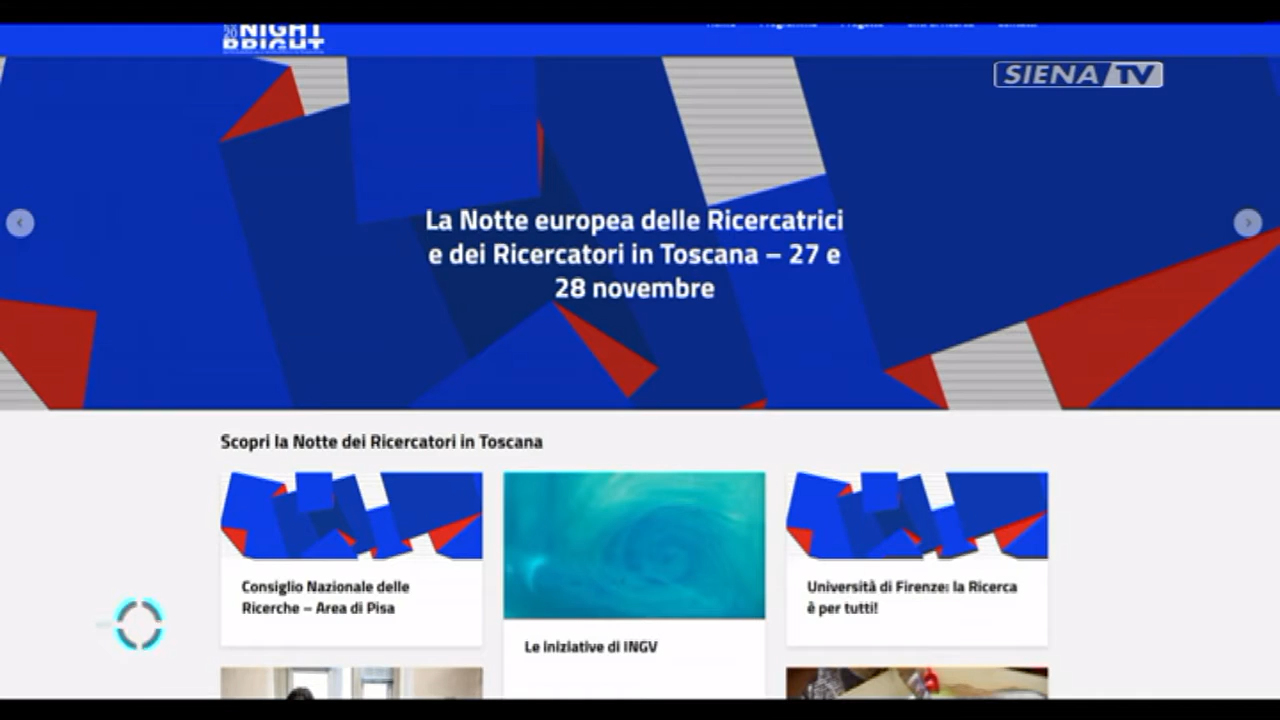 20 NIGHT
BRIGHT
SIENA TV
La Notte europea delle Ricercatrici
e dei Ricercatori in Toscana – 27 e
28 novembre
Scopri la Notte dei Ricercatori in Toscana
Consiglio Nazionale delle
Ricerche – Area di Pisa
Le iniziative di INGV
Università di Firenze: la Ricerca
è per tutti!